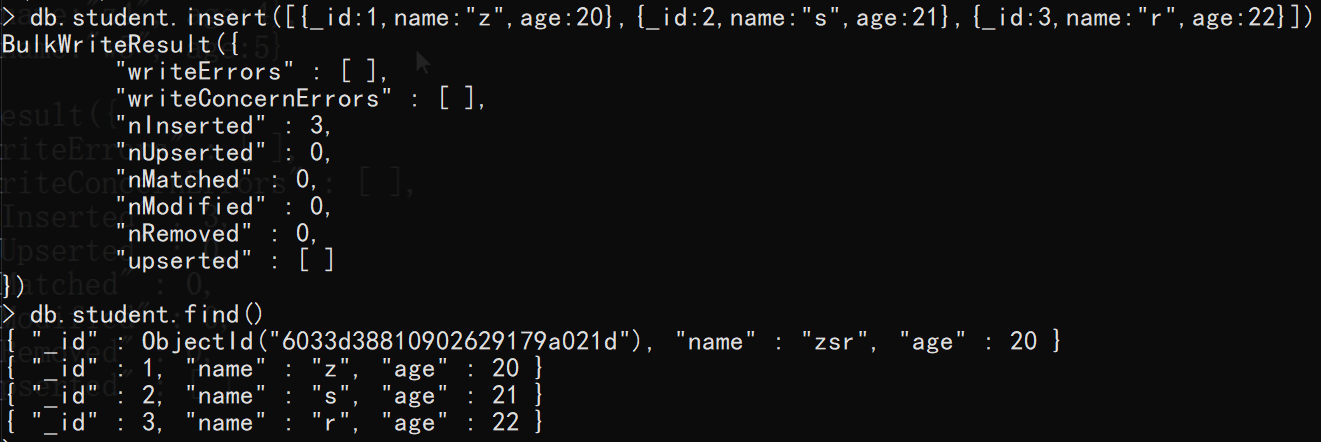 > db.student.insert([{_id:1,name:"z",age:20},{_id:2,name:"s",age:21},{_id:3,name:"r",age:22}])
BulkWriteResult({
        "writeErrors" : [ ],
        "writeConcernErrors" : [ ],
        "nInserted" : 3,
        "nUpserted" : 0,
        "nMatched" : 0,
        "nModified" : 0,
        "nRemoved" : 0,
        "upserted" : [ ]
})
> db.student.find()
{ "_id" : ObjectId("6033d38810902629179a021d"), "name" : "zsr", "age" : 20 }
{ "_id" : 1, "name" : "z", "age" : 20 }
{ "_id" : 2, "name" : "s", "age" : 21 }
{ "_id" : 3, "name" : "r", "age" : 22 }